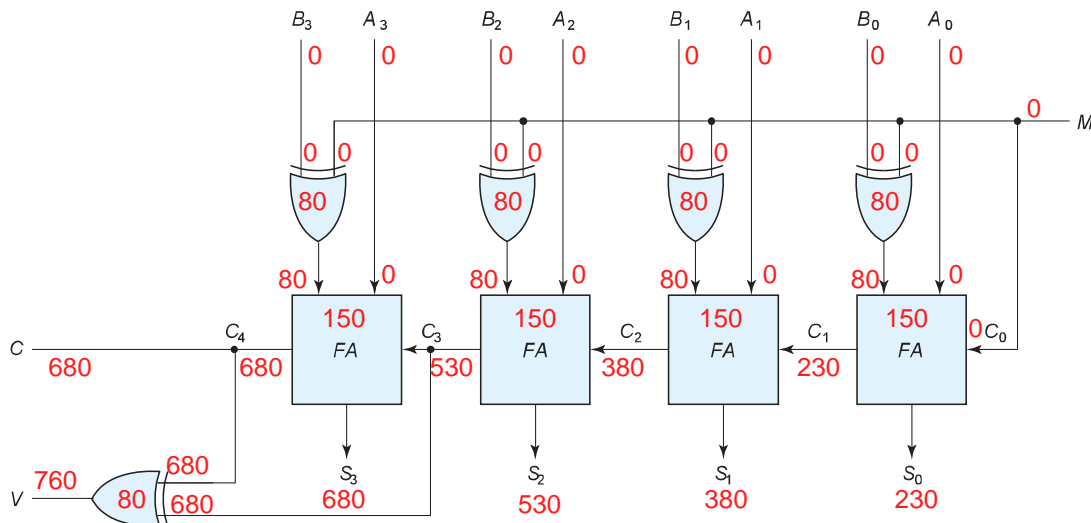 B3 A3 B2 A2 B1 A1 B0 A0
0 0 0 0 0 0 0 0
0
M
0 0 0 0 0 0 0 0
80 80 80 80
80 0 80 0 80 0 80 0
150 150 150 150
C C4 FA C3 FA C2 FA C1 FA 0 C0
680 680 530 380 230
S3 S2 S1 S0
680 530 380 230
760 680
V 80 680